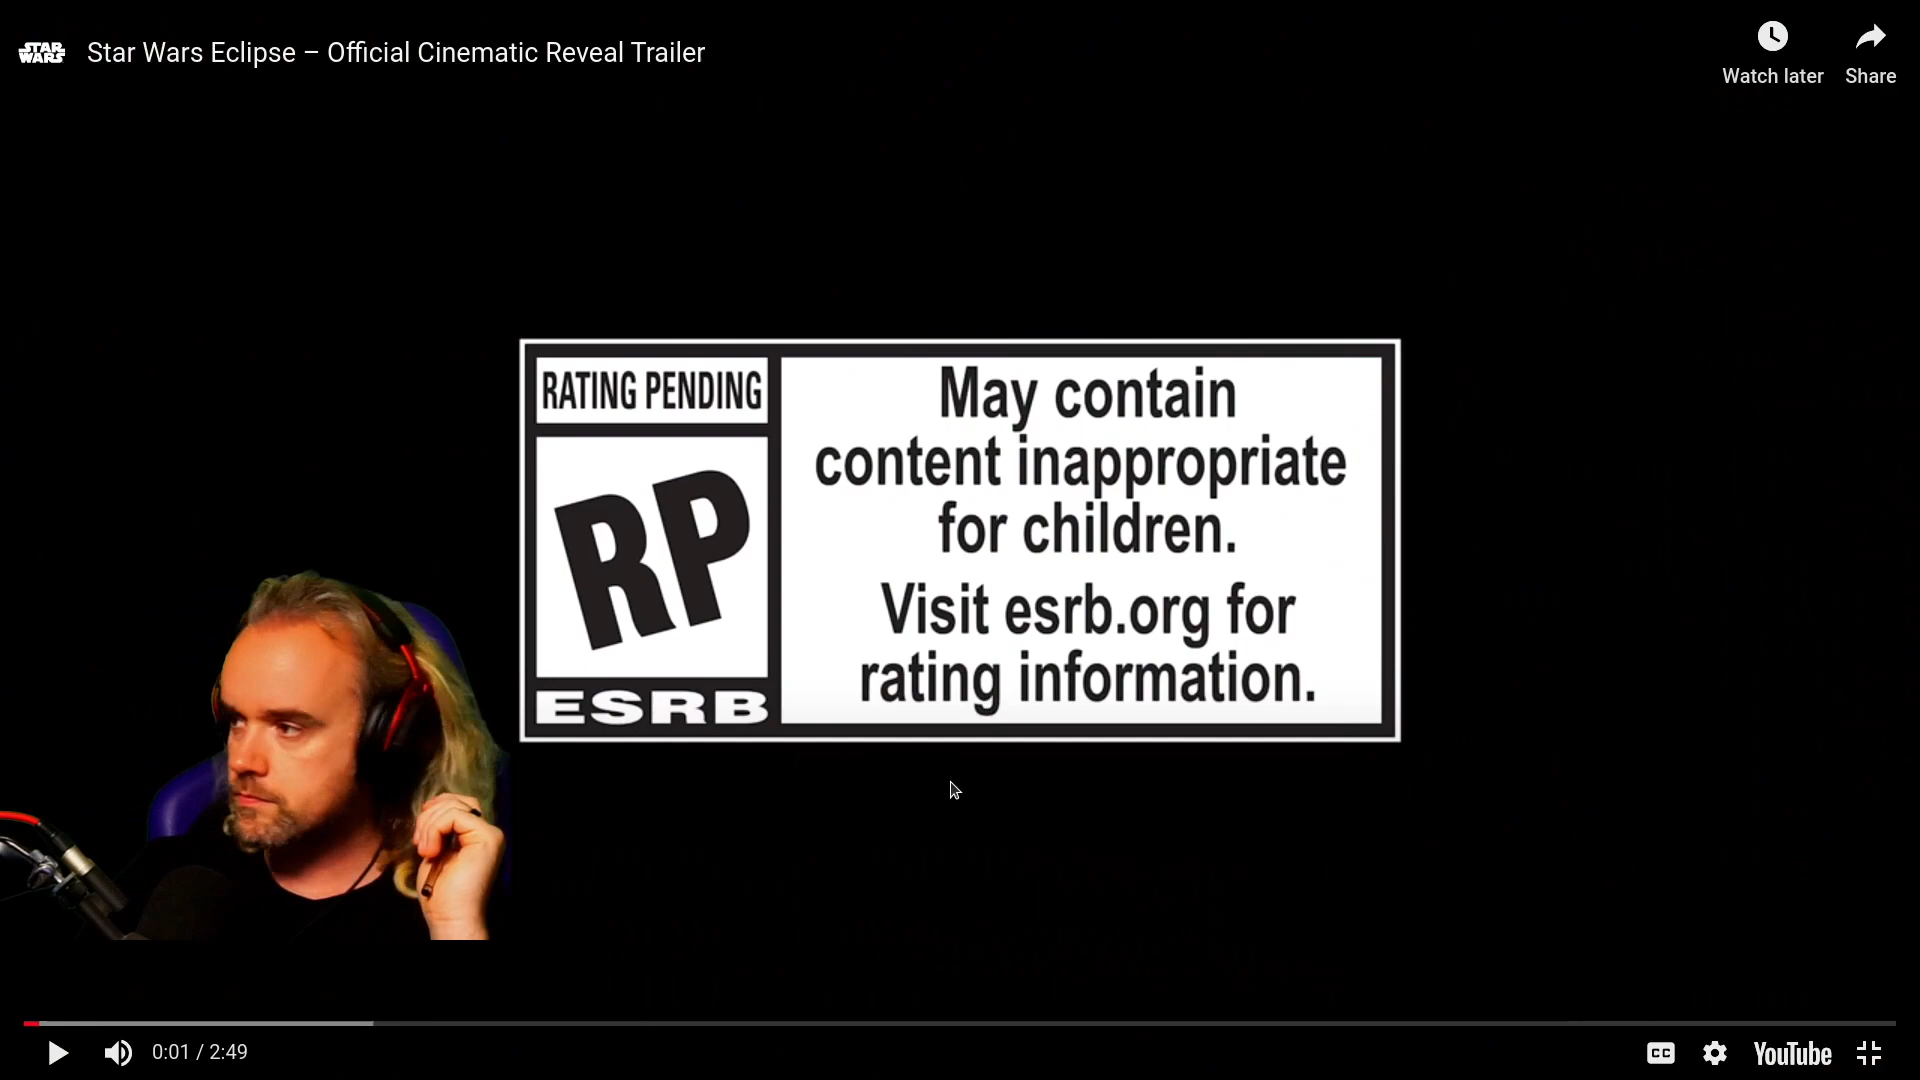 STAR WARS
Star Wars Eclipse – Official Cinematic Reveal Trailer
Watch later
Share
RATING PENDING
RP
ESRB
May contain
content inappropriate
for children.
Visit esrb.org for
rating information.
0:01 / 2:49
CC
YouTube